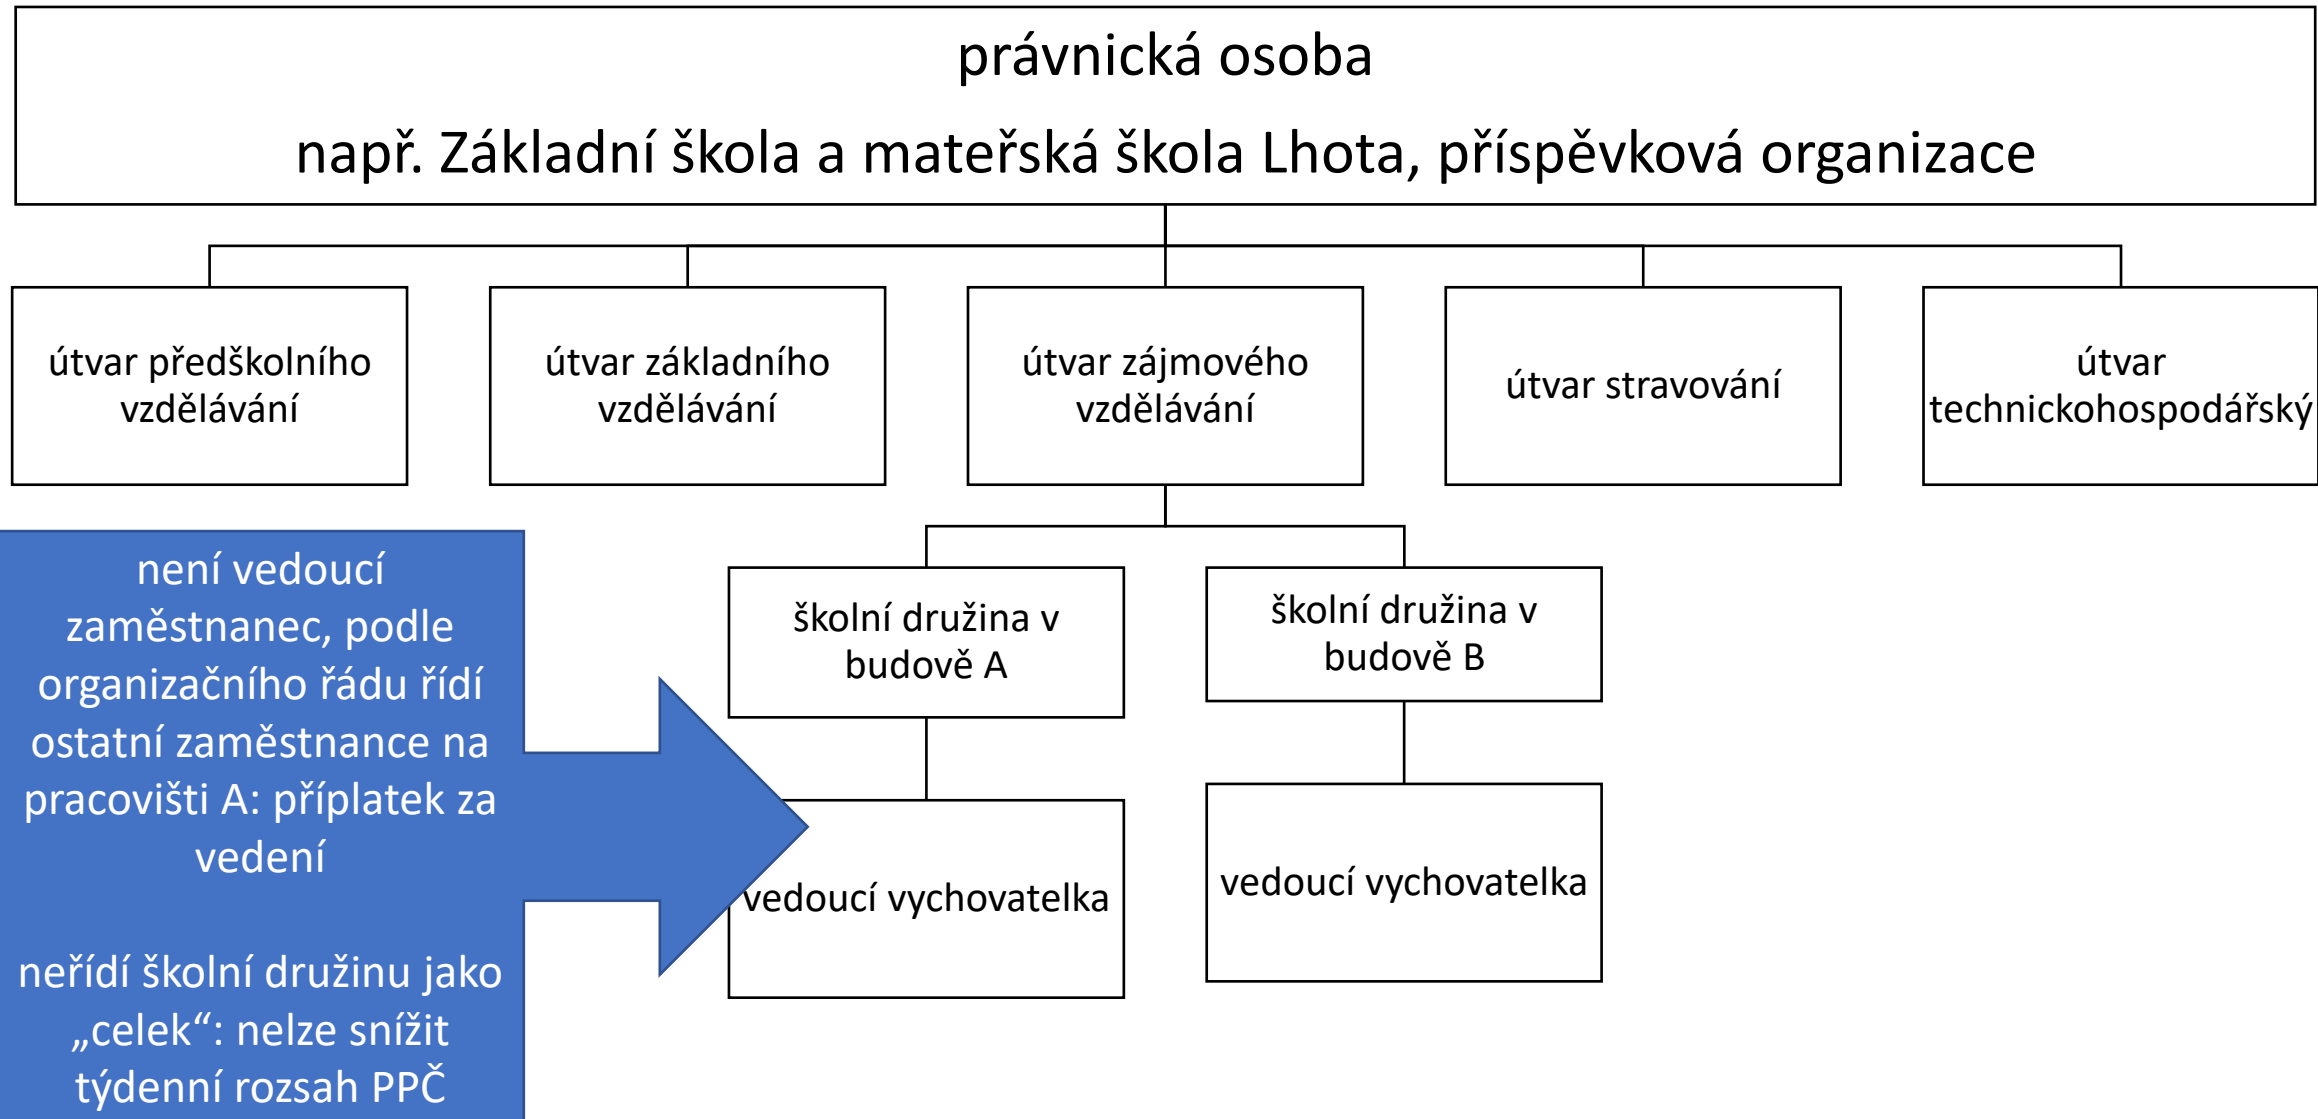 právnická osoba
např. Základní škola a mateřská škola Lhota, příspěvková organizace
útvar předškolního
vzdělávání
útvar základního
vzdělávání
útvar zájmového
vzdělávání
útvar stravování
útvar
technickohospodářský
není vedoucí
zaměstnanec, podle
organizačního řádu řídí
ostatní zaměstnance na
pracovišti A: příplatek za
vedení
neřídí školní družinu jako
„celek“: nelze snížit
týdenní rozsah PPČ
školní družina v
budově A
školní družina v
budově B
vedoucí vychovatelka
vedoucí vychovatelka